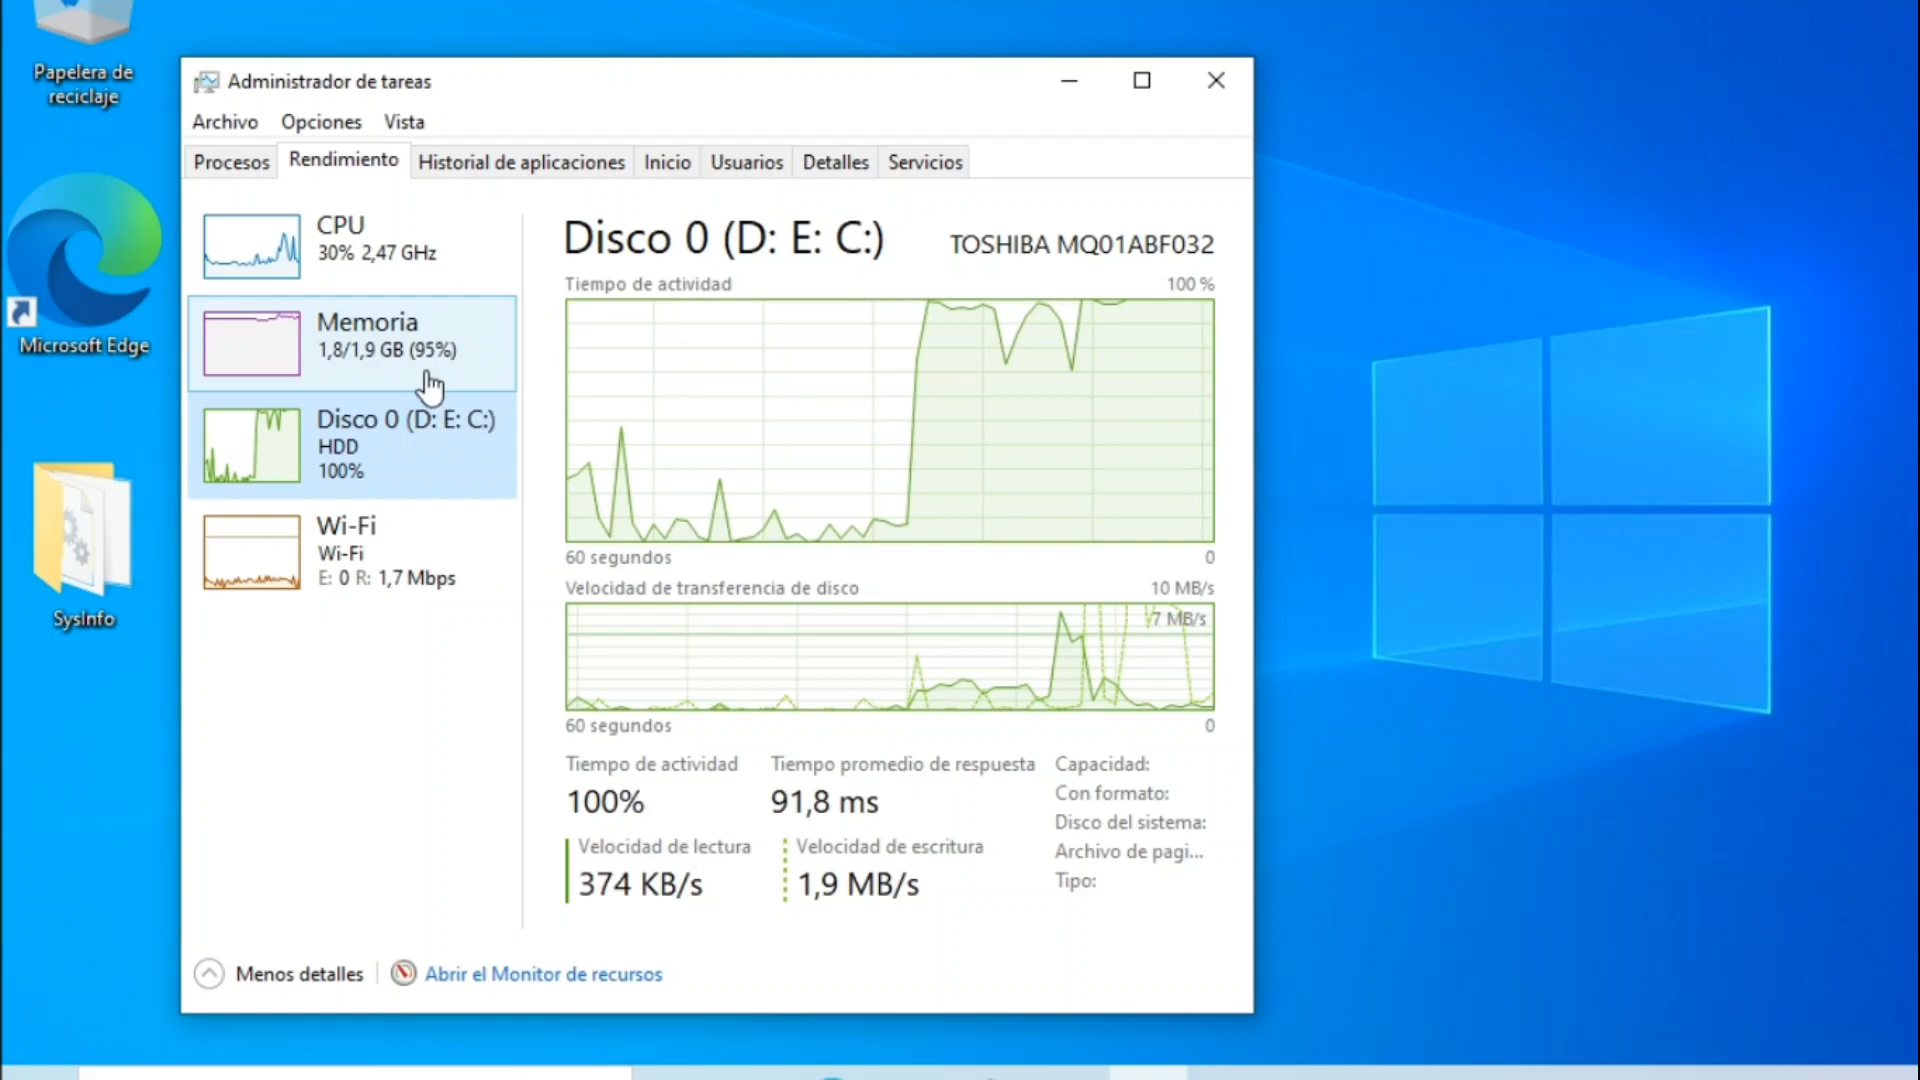 Papelera de
reciclaje
Microsoft Edge
SysInfo
Administrador de tareas
Archivo Opciones Vista
Procesos Rendimiento Historial de aplicaciones Inicio Usuarios Detalles Servicios
CPU
30% 2,47 GHz
Memoria
1,8/1,9 GB (95%)
Disco 0 (D: E: C:)
HDD
100%
Wi-Fi
Wi-Fi
E: 0 R: 1,7 Mbps
Disco 0 (D: E: C:) TOSHIBA MQ01ABF032
Tiempo de actividad 100 %
60 segundos 0
Velocidad de transferencia de disco 10 MB/s
7 MB/s
60 segundos 0
Tiempo de actividad Tiempo promedio de respuesta
100% 91,8 ms
Velocidad de lectura Velocidad de escritura
374 KB/s 1,9 MB/s
Capacidad:
Con formato:
Disco del sistema:
Archivo de pagi...
Tipo:
Menos detalles Abrir el Monitor de recursos